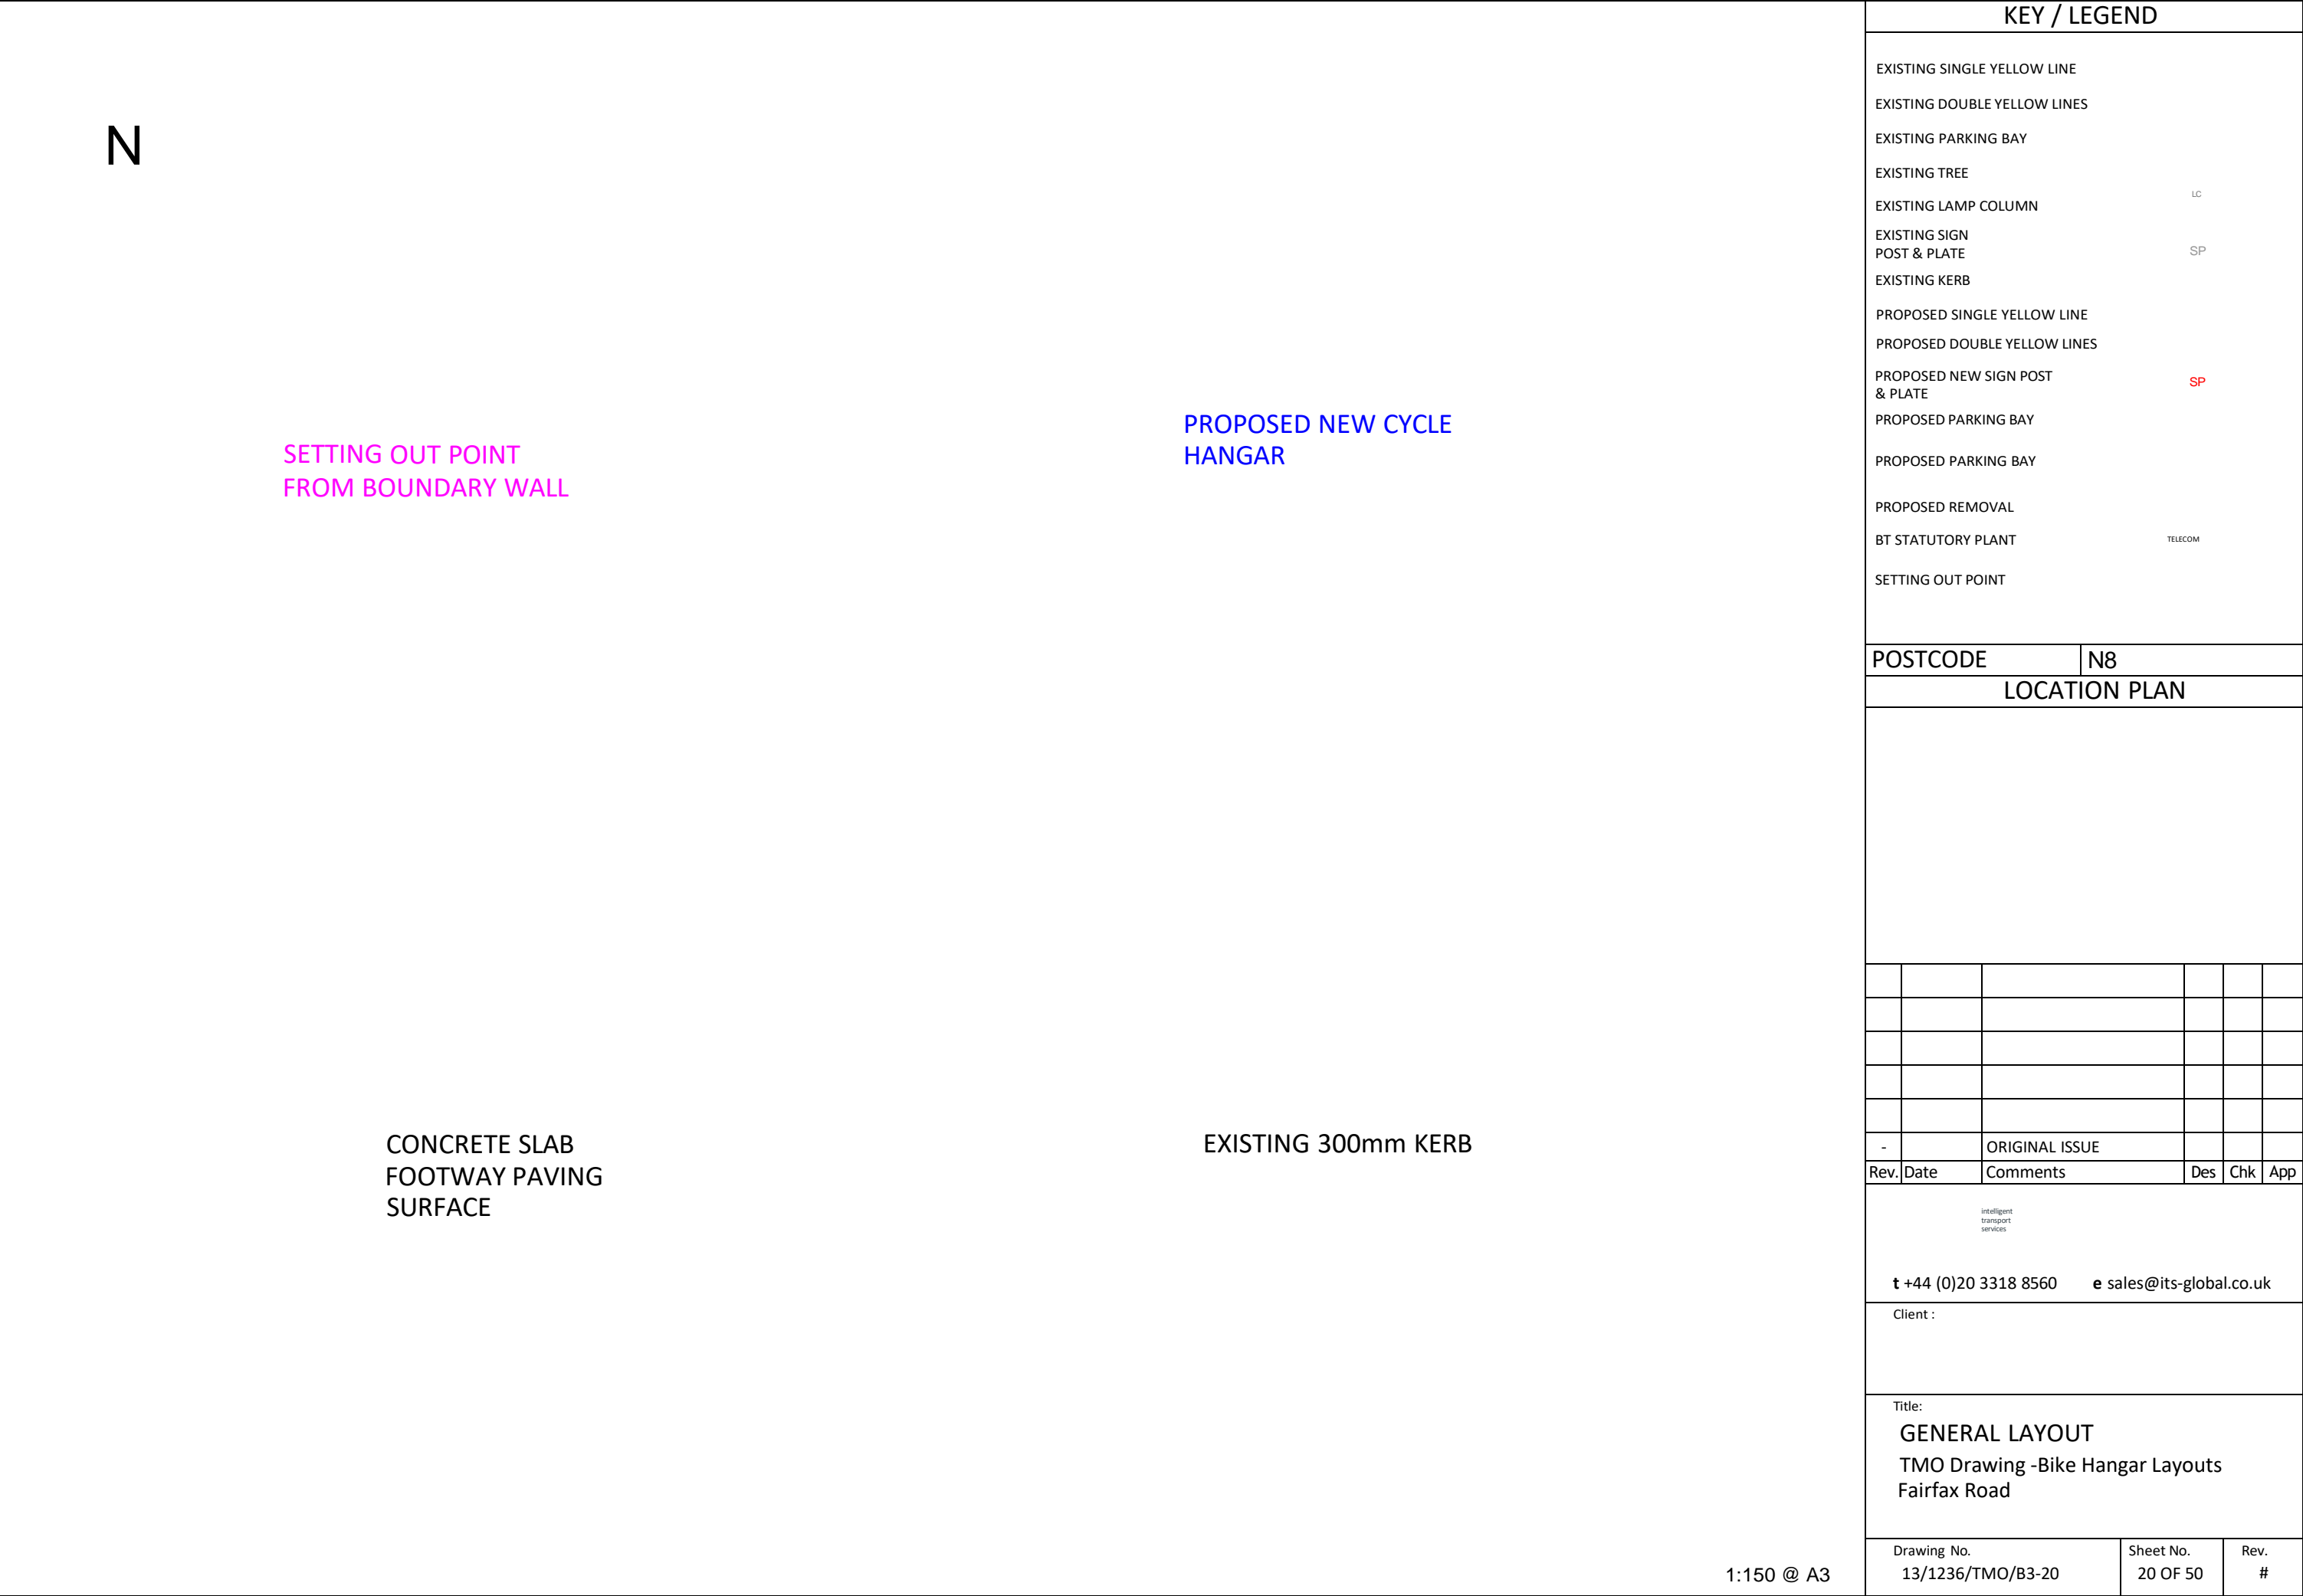 N
SETTING OUT POINT
FROM BOUNDARY WALL
PROPOSED NEW CYCLE
HANGAR
CONCRETE SLAB
FOOTWAY PAVING
SURFACE
EXISTING 300mm KERB
1:150 @ A3
KEY / LEGEND
EXISTING SINGLE YELLOW LINE
EXISTING DOUBLE YELLOW LINES
EXISTING PARKING BAY
EXISTING TREE
LC
EXISTING LAMP COLUMN
EXISTING SIGN
POST & PLATE SP
EXISTING KERB
PROPOSED SINGLE YELLOW LINE
PROPOSED DOUBLE YELLOW LINES
PROPOSED NEW SIGN POST SP
& PLATE
PROPOSED PARKING BAY
PROPOSED PARKING BAY
PROPOSED REMOVAL
BT STATUTORY PLANT TELECOM
SETTING OUT POINT
POSTCODE N8
LOCATION PLAN
- ORIGINAL ISSUE
Rev. Date Comments Des Chk App
intelligent
transport
services
t +44 (0)20 3318 8560 e sales@its-global.co.uk
Client :
Title:
GENERAL LAYOUT
TMO Drawing -Bike Hangar Layouts
Fairfax Road
Drawing No. Sheet No. Rev.
13/1236/TMO/B3-20 20 OF 50 #